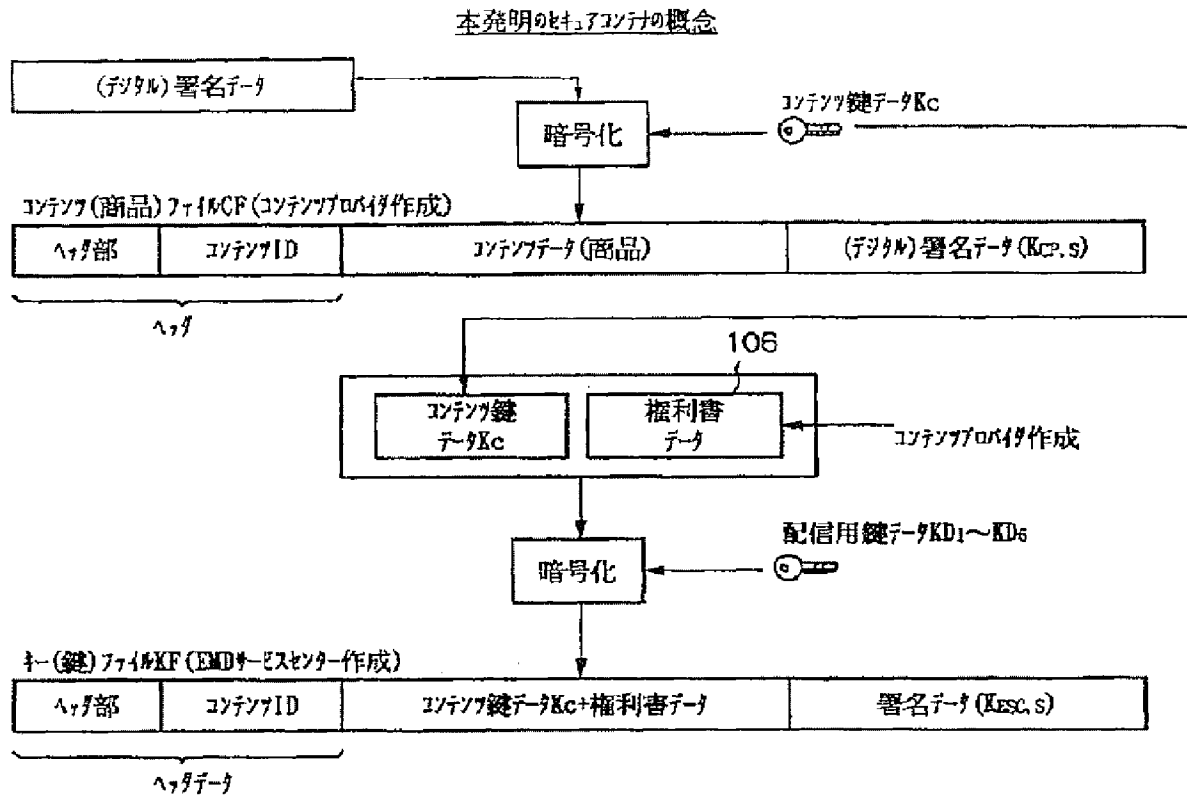 本発明のセキュアコンテナの概念
(デジタル)署名データ
暗号化
コンテンツ鍵データKc
コンテンツ(商品)ファイルCF(コンテンツプロバイダ作成)
ヘッダ部
コンテンツID
コンテンツデータ(商品)
(デジタル)署名データ(KCP,S)
ヘッダ
106
コンテンツ鍵
データKc
権利書
データ
コンテンツプロバイダ作成
配信用鍵データKD1～KD6
暗号化
キー(鍵)ファイルKF(EMDサービスセンター作成)
ヘッダ部
コンテンツID
コンテンツ鍵データKc+権利書データ
署名データ(KESC,S)
ヘッダデータ